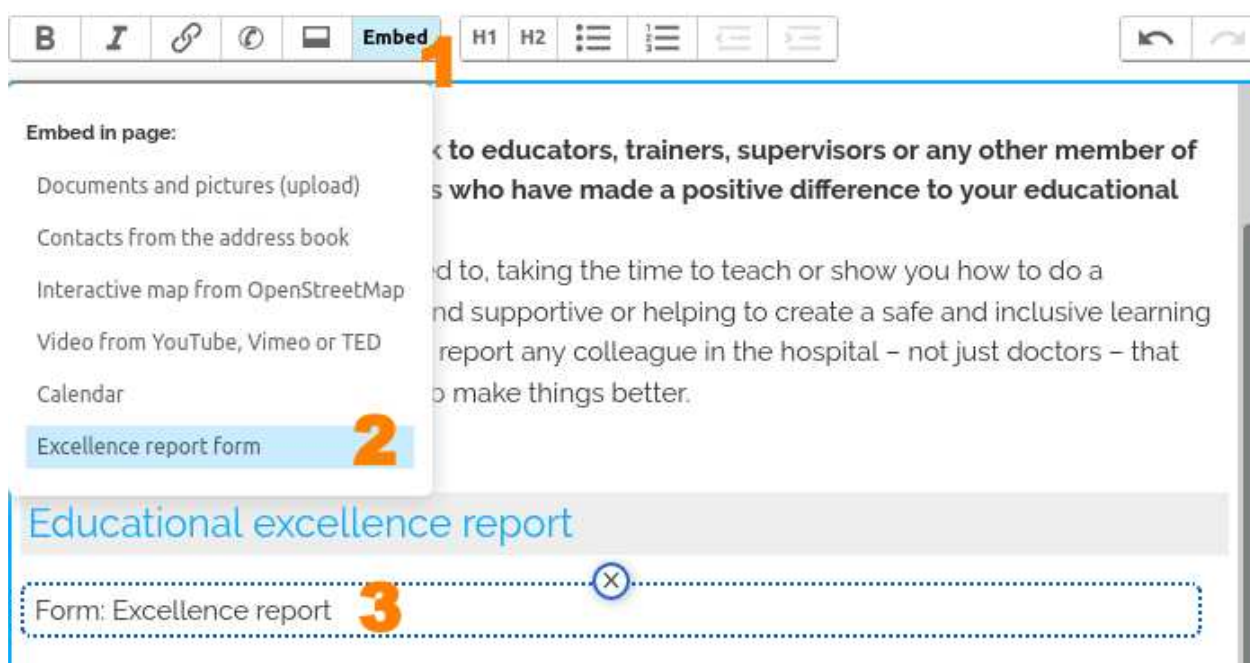 B I Embed H1 H2
1
Embed in page:
Documents and pictures (upload)
Contacts from the address book
Interactive map from OpenStreetMap
Video from YouTube, Vimeo or TED
Calendar
Excellence report form 2
to educators, trainers, supervisors or any other member of
who have made a positive difference to your educational
to, taking the time to teach or show you how to do a
supportive or helping to create a safe and inclusive learning
report any colleague in the hospital – not just doctors – that
make things better.
Educational excellence report
Form: Excellence report 3